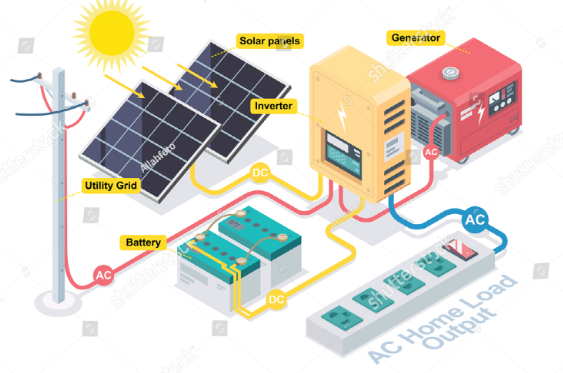 Solar panels
Generator
Inverter
Allahfoto
shutterstock
AC
DC
Utility Grid
Battery
AC
AC
DC
AC Home Load
Output